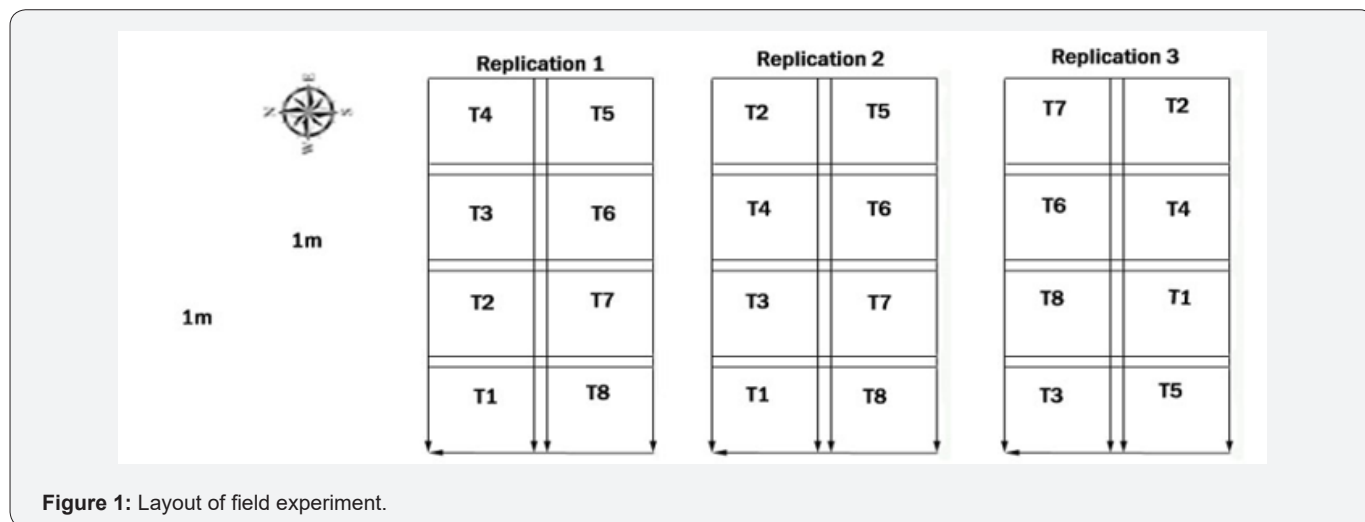 Replication 1 Replication 2 Replication 3
E
N S
W
T4 T5 T2 T5 T7 T2
T3 T6 T4 T6 T6 T4
1m
T2 T7 T3 T7 T8 T1
1m
T1 T8 T1 T8 T3 T5
Figure 1: Layout of field experiment.